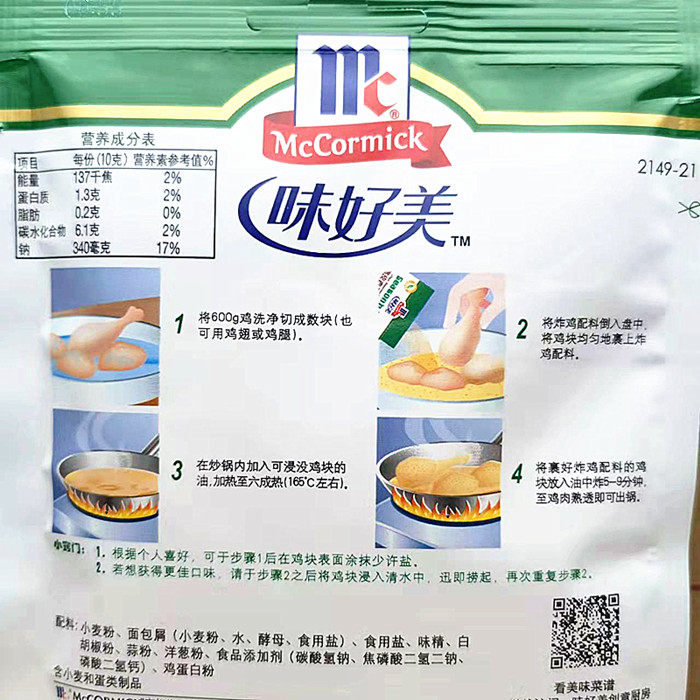 Mc
®
McCormick
味好美™
2149-21
营养成分表
项目 每份(10克) 营养素参考值%
能量 137千焦 2%
蛋白质 1.3克 2%
脂肪 0.2克 0%
碳水化合物 6.1克 2%
钠 340毫克 17%
1 将600g鸡洗净切成数块(也
可用鸡翅或鸡腿)。
2 将炸鸡配料倒入盘中,
将鸡块均匀地裹上炸
鸡配料。
3 在炒锅内加入可浸没鸡块的
油,加热至六成热(165℃左右)。
4 将裹好炸鸡配料的鸡
块放入油中炸5-9分钟,
至鸡肉熟透即可出锅。
小窍门: 1. 根据个人喜好,可于步骤1后在鸡块表面涂抹少许盐。
2. 若想获得更佳口味,请于步骤2之后将鸡块浸入清水中,迅即捞起,再次重复步骤2。
配料:小麦粉、面包屑(小麦粉、水、酵母、食用盐)、食用盐、味精、白
胡椒粉、蒜粉、洋葱粉、食品添加剂(碳酸氢钠、焦磷酸二氢二钠、
磷酸二氢钙)、鸡蛋白粉
含小麦和蛋类制品
看美味菜谱